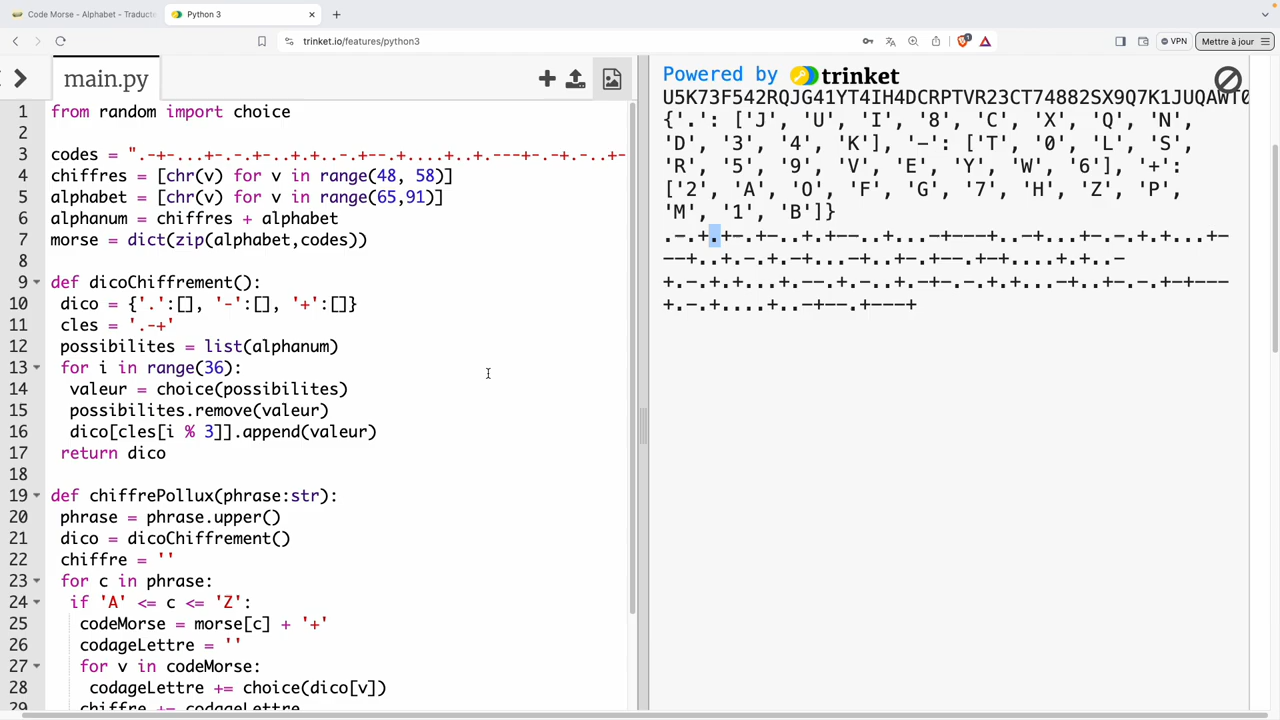 Code Morse - Alphabet - Traducte
Python 3
trinket.io/features/python3
VPN
Mettre à jour
main.py
1 from random import choice
2
3 codes = ".-+-...+-.-.+-..+.+..-.+--.+....+..+.---+-.-+.-..+-
4 chiffres = [chr(v) for v in range(48, 58)]
5 alphabet = [chr(v) for v in range(65,91)]
6 alphanum = chiffres + alphabet
7 morse = dict(zip(alphabet,codes))
8
9 def dicoChiffrement():
10 dico = {'.':[], '-':[], '+':[]}
11 cles = '.-+'
12 possibilites = list(alphanum)
13 for i in range(36):
14 valeur = choice(possibilites)
15 possibilites.remove(valeur)
16 dico[cles[i % 3]].append(valeur)
17 return dico
18
19 def chiffrePollux(phrase:str):
20 phrase = phrase.upper()
21 dico = dicoChiffrement()
22 chiffre = ''
23 for c in phrase:
24 if 'A' <= c <= 'Z':
25 codeMorse = morse[c] + '+'
26 codageLettre = ''
27 for v in codeMorse:
28 codageLettre += choice(dico[v])
29 chiffre += codageLettre
Powered by trinket
U5K73F542RQJG41YT4IH4DCRPTVR23CT74882SX9Q7K1JUQAWT0
{'.': ['J', 'U', 'I', '8', 'C', 'X', 'Q', 'N',
'D', '3', '4', 'K'], '-': ['T', '0', 'L', 'S',
'R', '5', '9', 'V', 'E', 'Y', 'W', '6'], '+':
['2', 'A', 'O', 'F', 'G', '7', 'H', 'Z', 'P',
'M', '1', 'B']}
.-.+.+-.+-..+.+--..+...-+---+..-+...+-.-.+.+...+-
--+..+.-.+.-+...-+..+-.+--.+-+....+.+..-
+.-.+.+...+.--.+-..+.-+-.-.+.+...-+..+-.-.+-+---
+.-.+....+..-+--.+---+